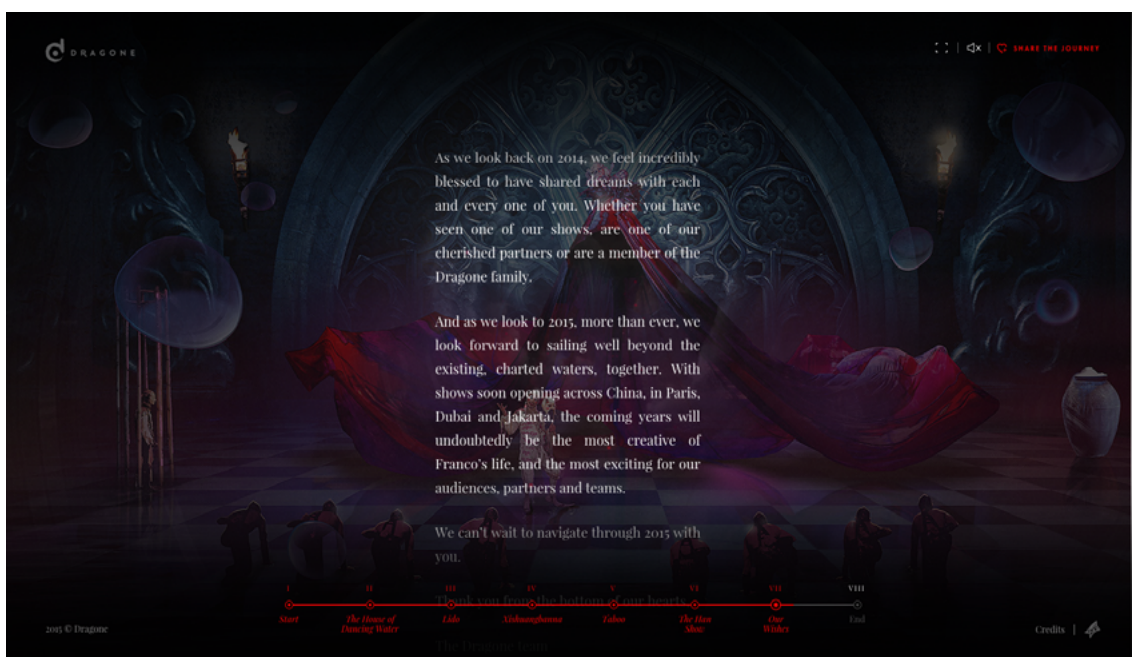 DRAGONE
SHARE THE JOURNEY
As we look back on 2014, we feel incredibly
blessed to have shared dreams with each
and every one of you. Whether you have
seen one of our shows, are one of our
cherished partners or are a member of the
Dragone family.
And as we look to 2015, more than ever, we
look forward to sailing well beyond the
existing, charted waters, together. With
shows soon opening across China, in Paris,
Dubai and Jakarta, the coming years will
undoubtedly be the most creative of
Franco's life, and the most exciting for our
audiences, partners and teams.
We can't wait to navigate through 2015 with
you.
Thank you from the bottom of our hearts
The Dragone team
I II III IV V VI VII VIII
Start The House of Dancing Water Lido Xishuangbanna Taboo The Han Show Our Wishes End
2015 © Dragone
Credits |